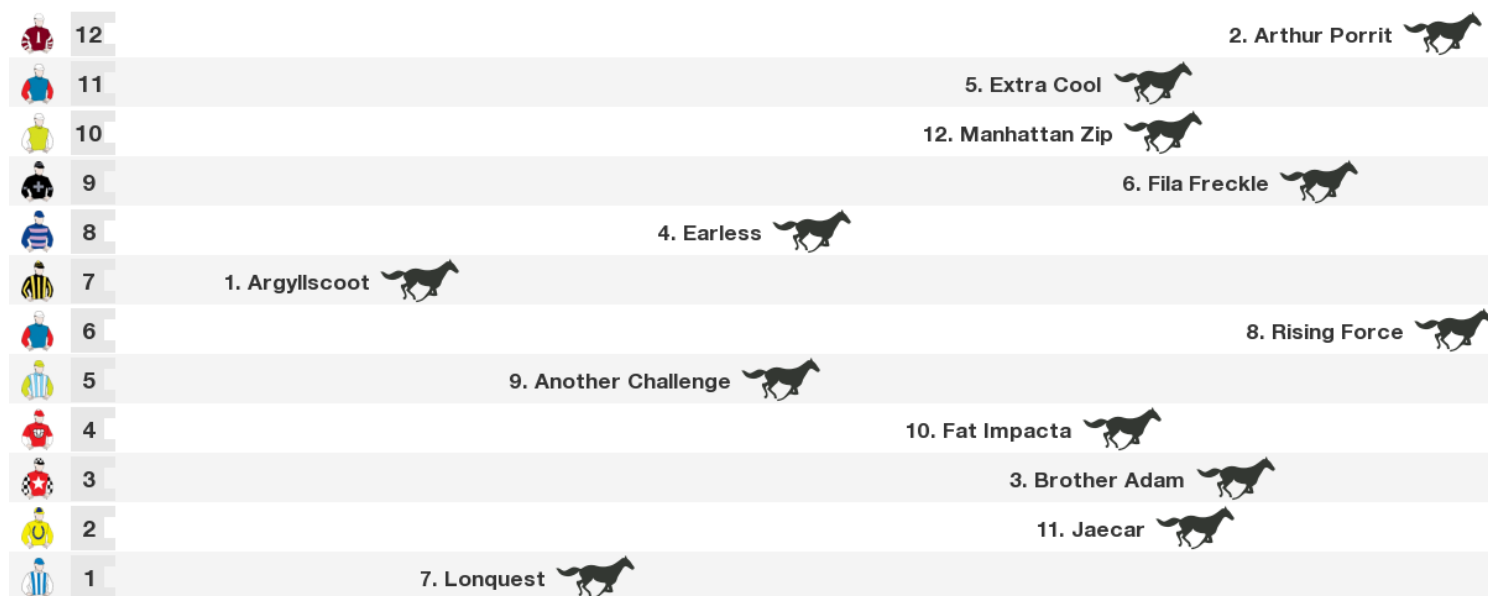 12 2. Arthur Porrit
11 5. Extra Cool
10 12. Manhattan Zip
9 6. Fila Freckle
8 4. Earless
7 1. Argyllscoot
6 8. Rising Force
5 9. Another Challenge
4 10. Fat Impacta
3 3. Brother Adam
2 11. Jaecar
1 7. Lonquest